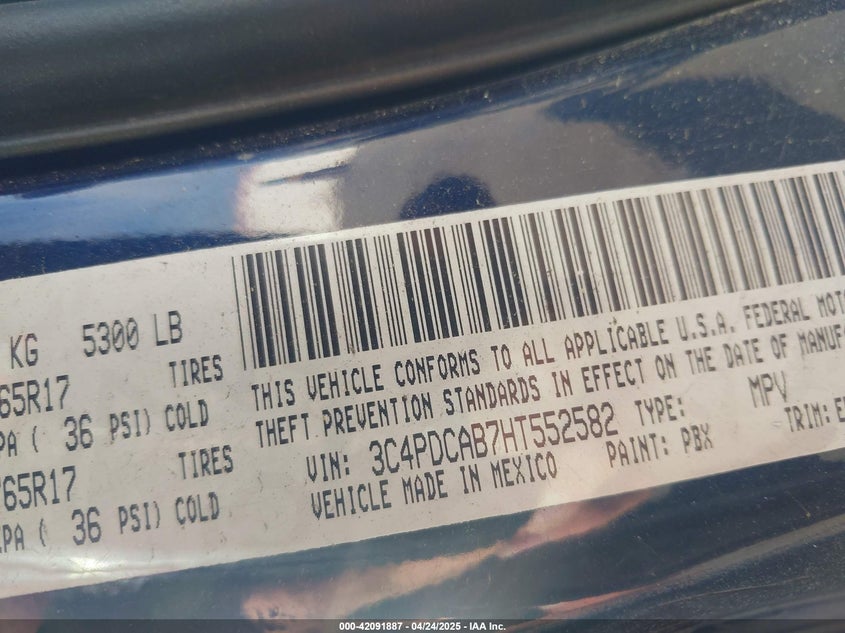 KG 5300 LB
65R17 TIRES
PA ( 36 PSI) COLD
65R17 TIRES
PA ( 36 PSI) COLD
THIS VEHICLE CONFORMS TO ALL APPLICABLE U.S.A. FEDERAL MOT
THEFT PREVENTION STANDARDS IN EFFECT ON THE DATE OF MANUF
VIN: 3C4PDCAB7HT552582 TYPE: MPV
VEHICLE MADE IN MEXICO PAINT: PBX TRIM:
000-42091887 - 04/24/2025 - IAA Inc.